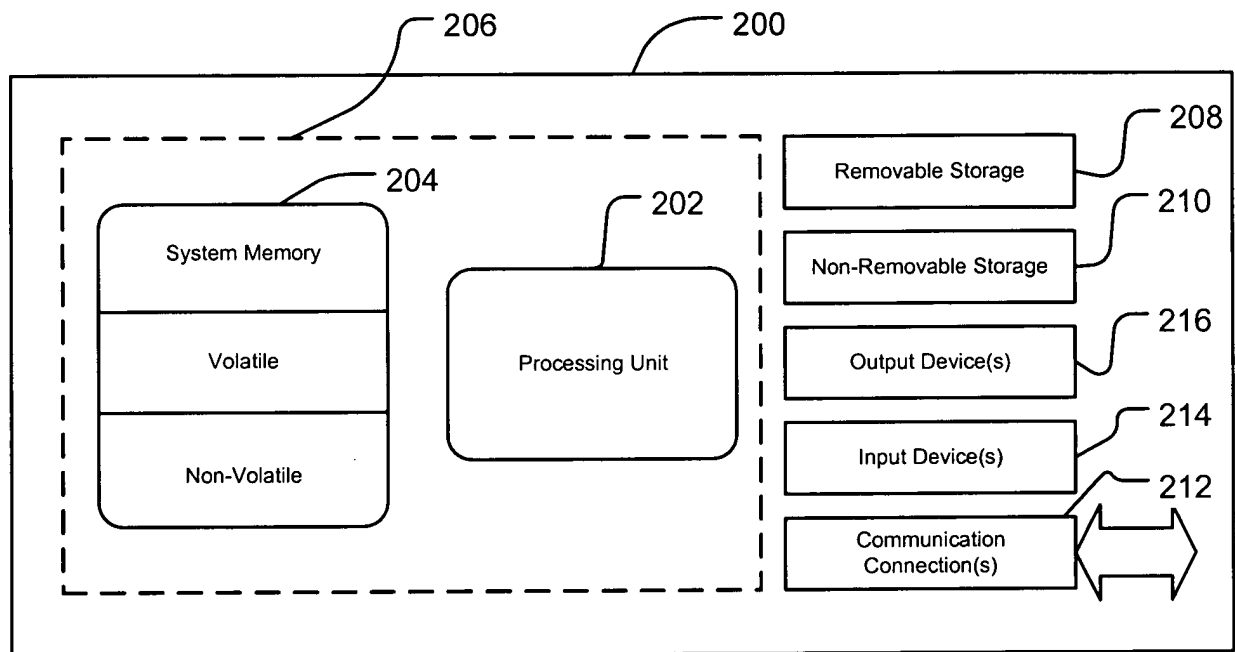 206
200
208
Removable Storage
204
202
210
System Memory
Non-Removable Storage
216
Volatile
Processing Unit
Output Device(s)
214
Input Device(s)
Non-Volatile
212
Communication
Connection(s)